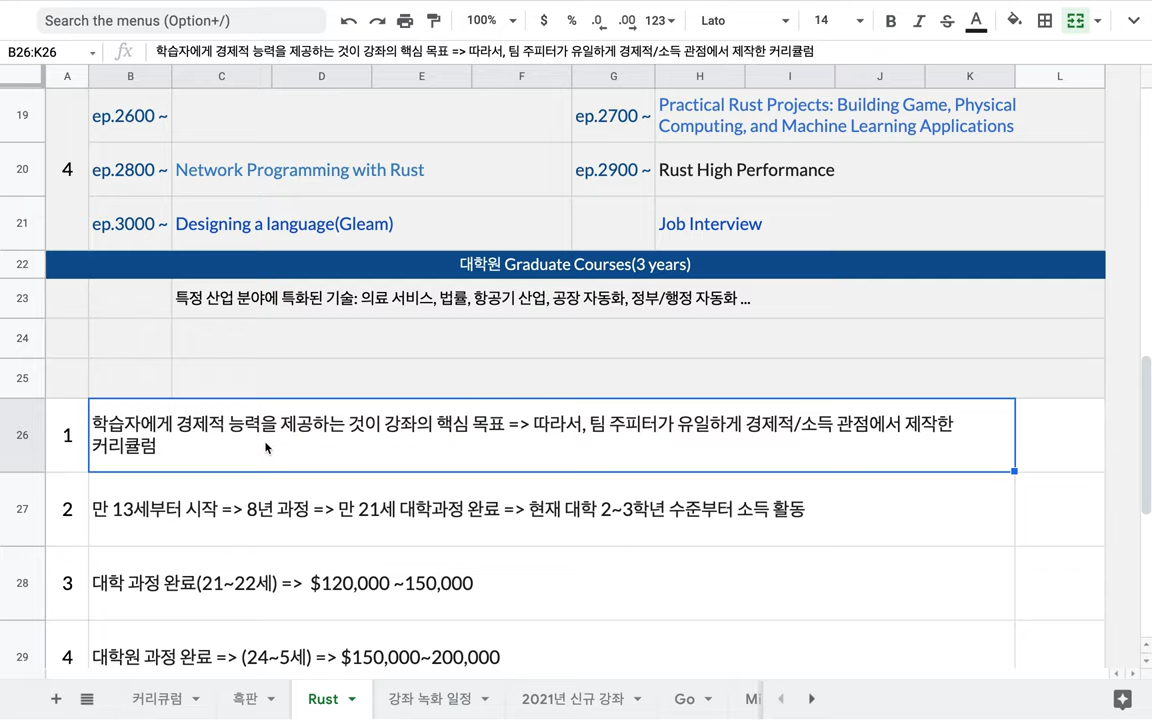 Search the menus (Option+/)
100%
$
%
.0
.00
123
Lato
14
B
I
S
A
B26:K26
fx
학습자에게 경제적 능력을 제공하는 것이 강좌의 핵심 목표 => 따라서, 팀 주피터가 유일하게 경제적/소득 관점에서 제작한 커리큘럼
A B C D E F G H I J K L
19
ep.2600 ~
ep.2700 ~
Practical Rust Projects: Building Game, Physical
Computing, and Machine Learning Applications
20
4
ep.2800 ~
Network Programming with Rust
ep.2900 ~
Rust High Performance
21
ep.3000 ~
Designing a language(Gleam)
Job Interview
22
대학원 Graduate Courses(3 years)
23
특정 산업 분야에 특화된 기술: 의료 서비스, 법률, 항공기 산업, 공장 자동화, 정부/행정 자동화 ...
24
25
26
1
학습자에게 경제적 능력을 제공하는 것이 강좌의 핵심 목표 => 따라서, 팀 주피터가 유일하게 경제적/소득 관점에서 제작한
커리큘럼
27
2
만 13세부터 시작 => 8년 과정 => 만 21세 대학과정 완료 => 현재 대학 2~3학년 수준부터 소득 활동
28
3
대학 과정 완료(21~22세) => $120,000 ~150,000
29
4
대학원 과정 완료 => (24~5세) => $150,000~200,000
커리큐럼
흑판
Rust
강좌 녹화 일정
2021년 신규 강좌
Go
Mi